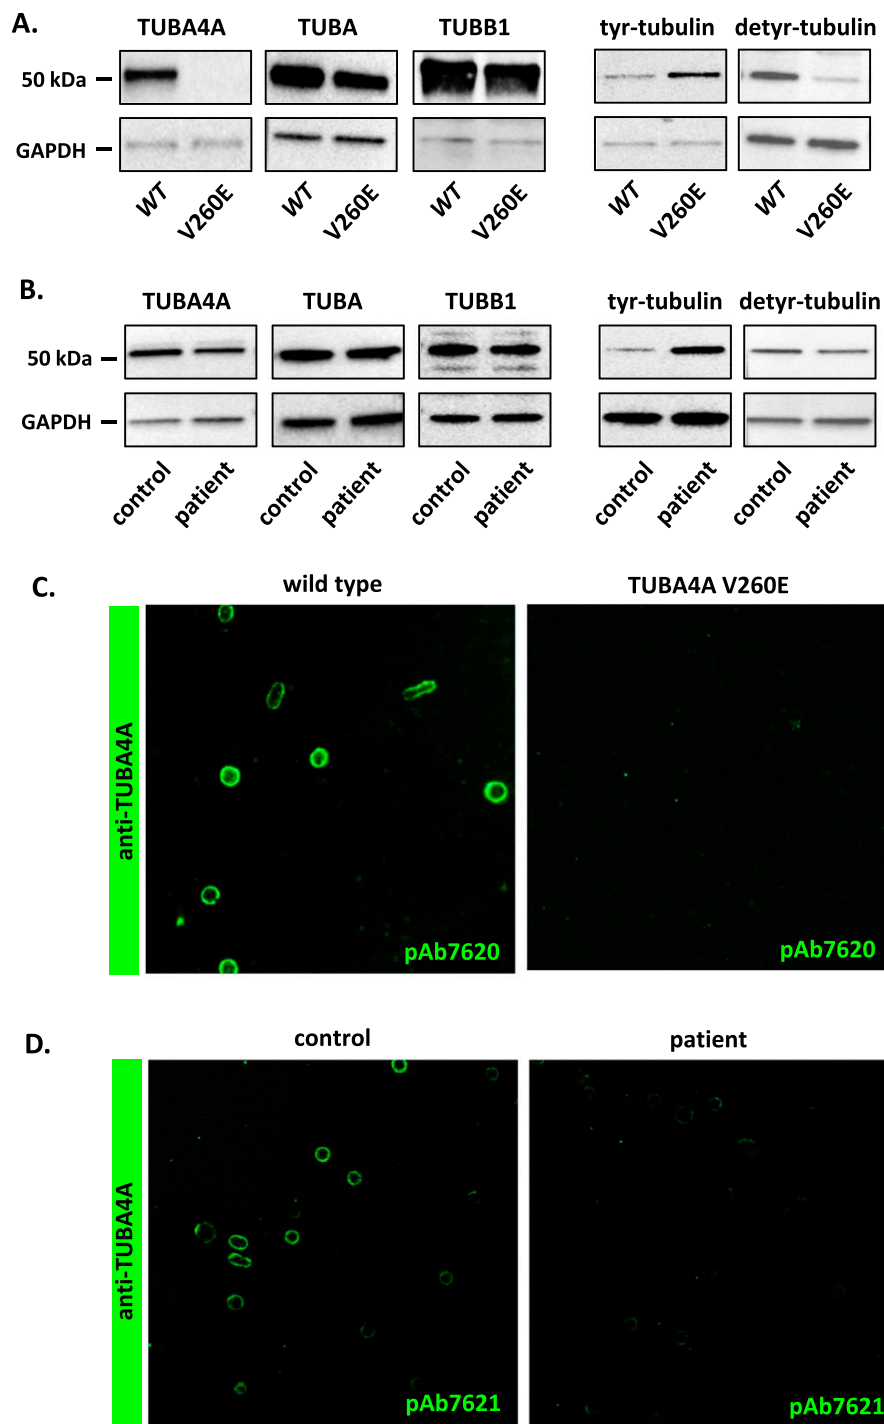 A.
TUBA4A TUBA TUBB1 tyr-tubulin detyr-tubulin
50 kDa
GAPDH
WT V260E WT V260E WT V260E WT V260E WT V260E
B.
TUBA4A TUBA TUBB1 tyr-tubulin detyr-tubulin
50 kDa
GAPDH
control patient control patient control patient control patient control patient
C.
wild type TUBA4A V260E
anti-TUBA4A
pAb7620 pAb7620
D.
control patient
anti-TUBA4A
pAb7621 pAb7621